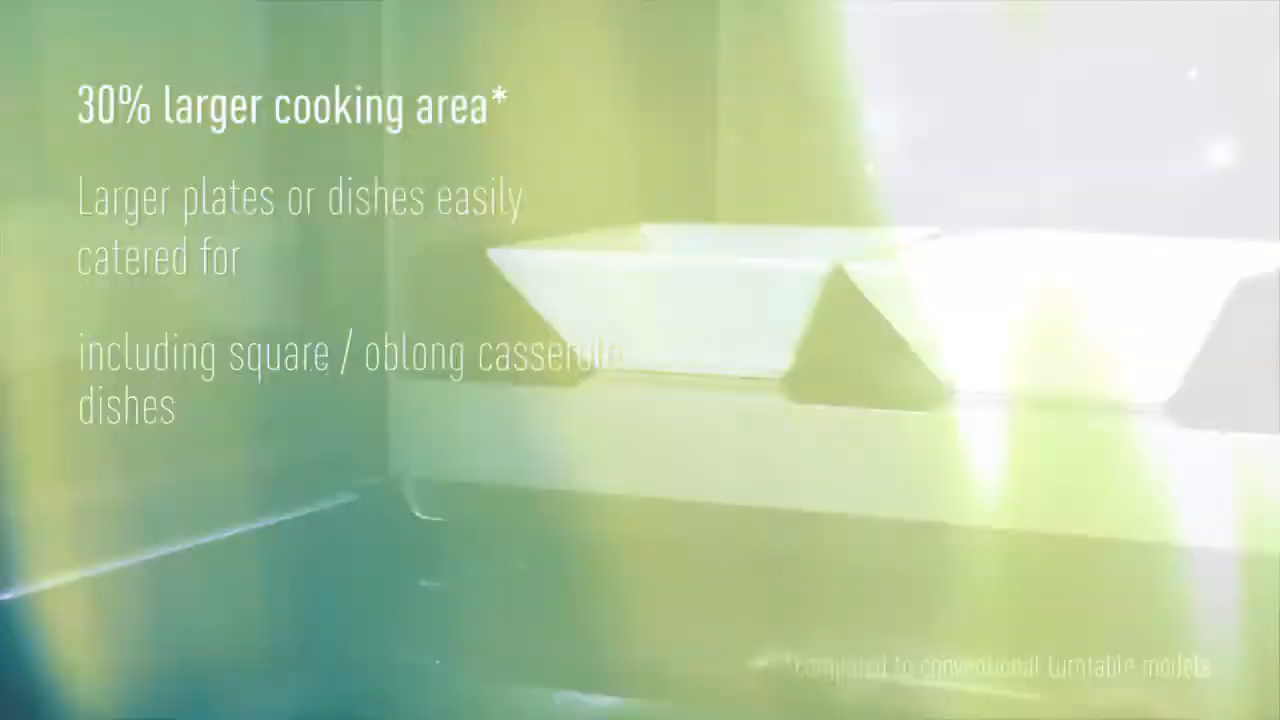 30% larger cooking area*
Larger plates or dishes easily
catered for
including square / oblong casserole
dishes
*compared to conventional turntable models